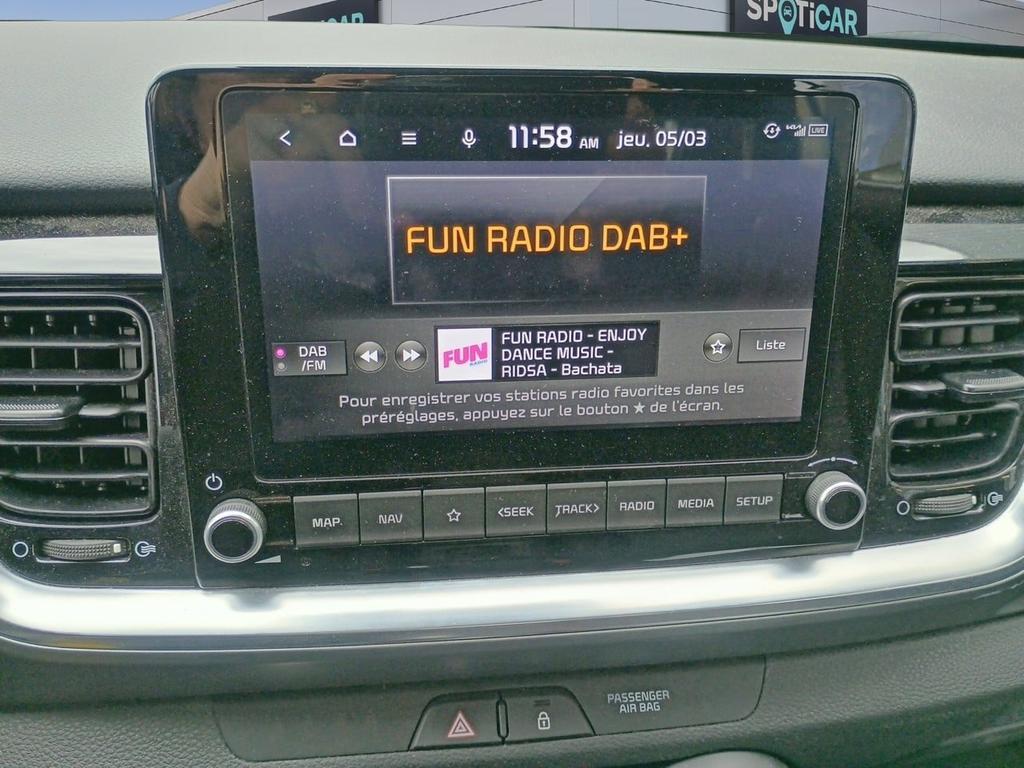 SPOTiCAR
11:58 AM jeu. 05/03
LIVE
FUN RADIO DAB+
DAB
/FM
FUN
RADIO
FUN RADIO - ENJOY
DANCE MUSIC -
RIDSA - Bachata
Liste
Pour enregistrer vos stations radio favorites dans les
préréglages, appuyez sur le bouton ★ de l'écran.
MAP
NAV
<SEEK
TRACK>
RADIO
MEDIA
SETUP
PASSENGER
AIR BAG